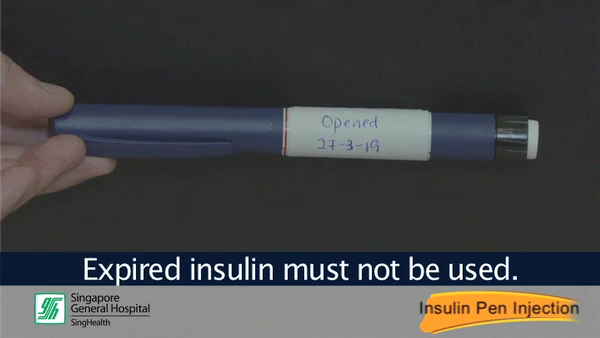 Opened
27-3-19
Expired insulin must not be used.
Singapore
General Hospital
SingHealth
Insulin Pen Injection